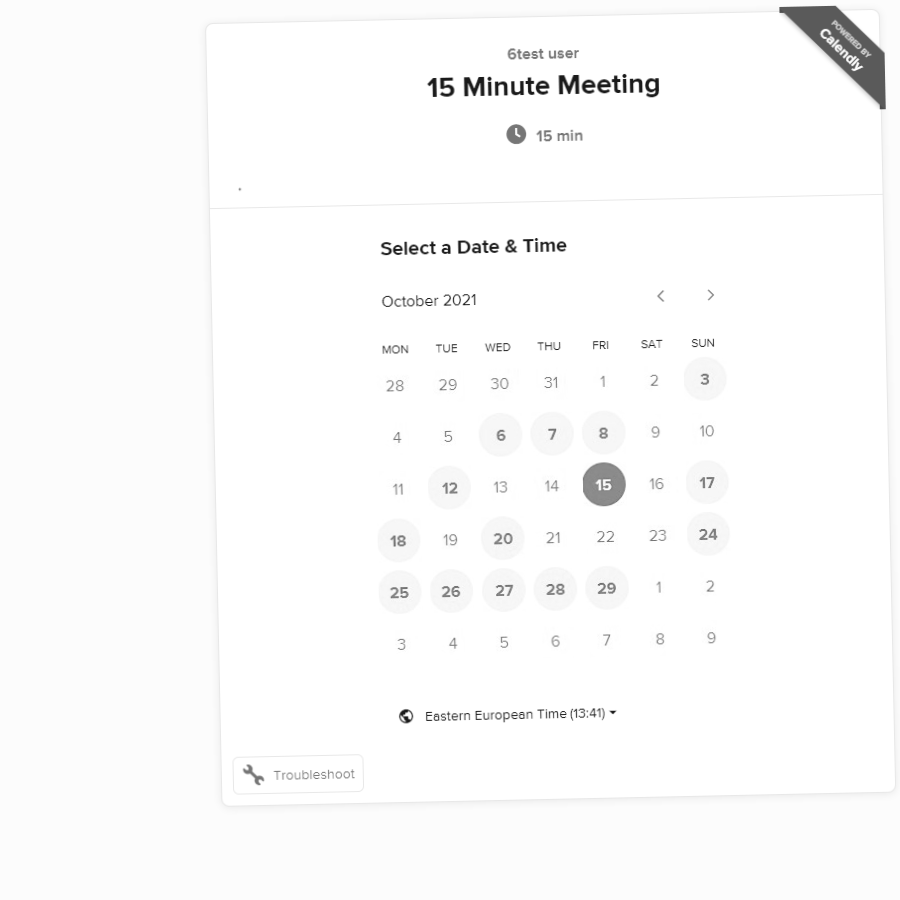 POWERED BY
Calendly
6test user
15 Minute Meeting
15 min
.
Select a Date & Time
October 2021
MON TUE WED THU FRI SAT SUN
28 29 30 31 1 2 3
4 5 6 7 8 9 10
11 12 13 14 15 16 17
18 19 20 21 22 23 24
25 26 27 28 29 1 2
3 4 5 6 7 8 9
Eastern European Time (13:41)
Troubleshoot